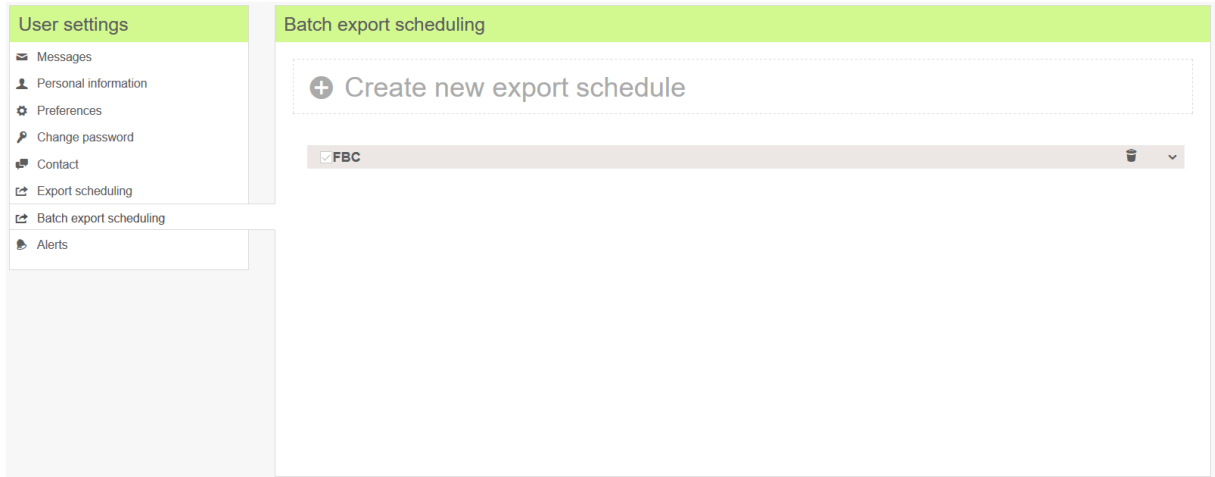 User settings
Messages
Personal information
Preferences
Change password
Contact
Export scheduling
Batch export scheduling
Alerts
Batch export scheduling
Create new export schedule
FBC